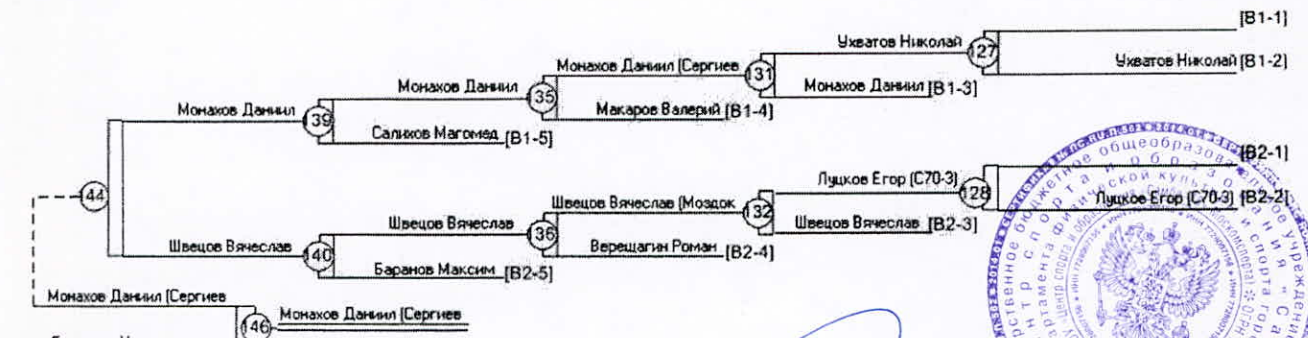 [B1-1]
Ухватов Николай
127
Ухватов Николай [B1-2]
Монахов Даниил (Сергиев
131
Монахов Даниил [B1-3]
Монахов Даниил
35
Макаров Валерий [B1-4]
Монахов Даниил
39
Салихов Магомед [B1-5]
44
[B2-1]
Луцков Егор (С70-3)
128
Луцков Егор (С70-3) [B2-2]
Швецов Вячеслав (Моздок
132
Швецов Вячеслав [B2-3]
Швецов Вячеслав
36
Верещагин Роман [B2-4]
Швецов Вячеслав
140
Баранов Максим [B2-5]
Монахов Даниил (Сергиев
146
Монахов Даниил (Сергиев